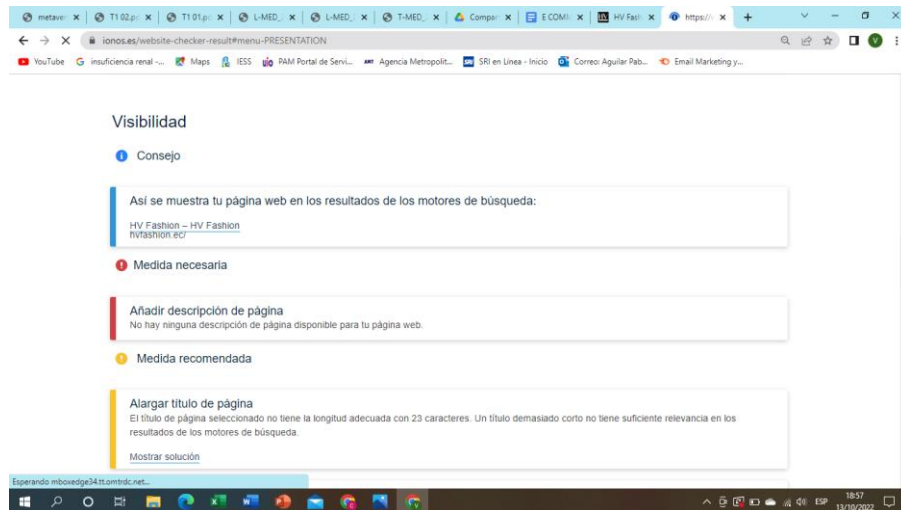 metaver
T1 02.p
T1 01.p
L-MED_
L-MED_
T-MED_
Compar
E COM
HV Fash
https://
ionos.es/website-checker-result#menu-PRESENTATION
YouTube
insuficiencia renal -...
Maps
IESS
PAM Portal de Servi...
Agencia Metropolit...
SRI en Línea - Inicio
Correo: Aguilar Pab...
Email Marketing y...
Visibilidad
Consejo
Así se muestra tu página web en los resultados de los motores de búsqueda:
HV Fashion – HV Fashion
hvfashion.ec/
Medida necesaria
Añadir descripción de página
No hay ninguna descripción de página disponible para tu página web.
Medida recomendada
Alargar título de página
El título de página seleccionado no tiene la longitud adecuada con 23 caracteres. Un título demasiado corto no tiene suficiente relevancia en los
resultados de los motores de búsqueda.
Mostrar solución
Esperando mboxedge34.tt.omtrdc.net...
ESP
18:57
13/10/2022